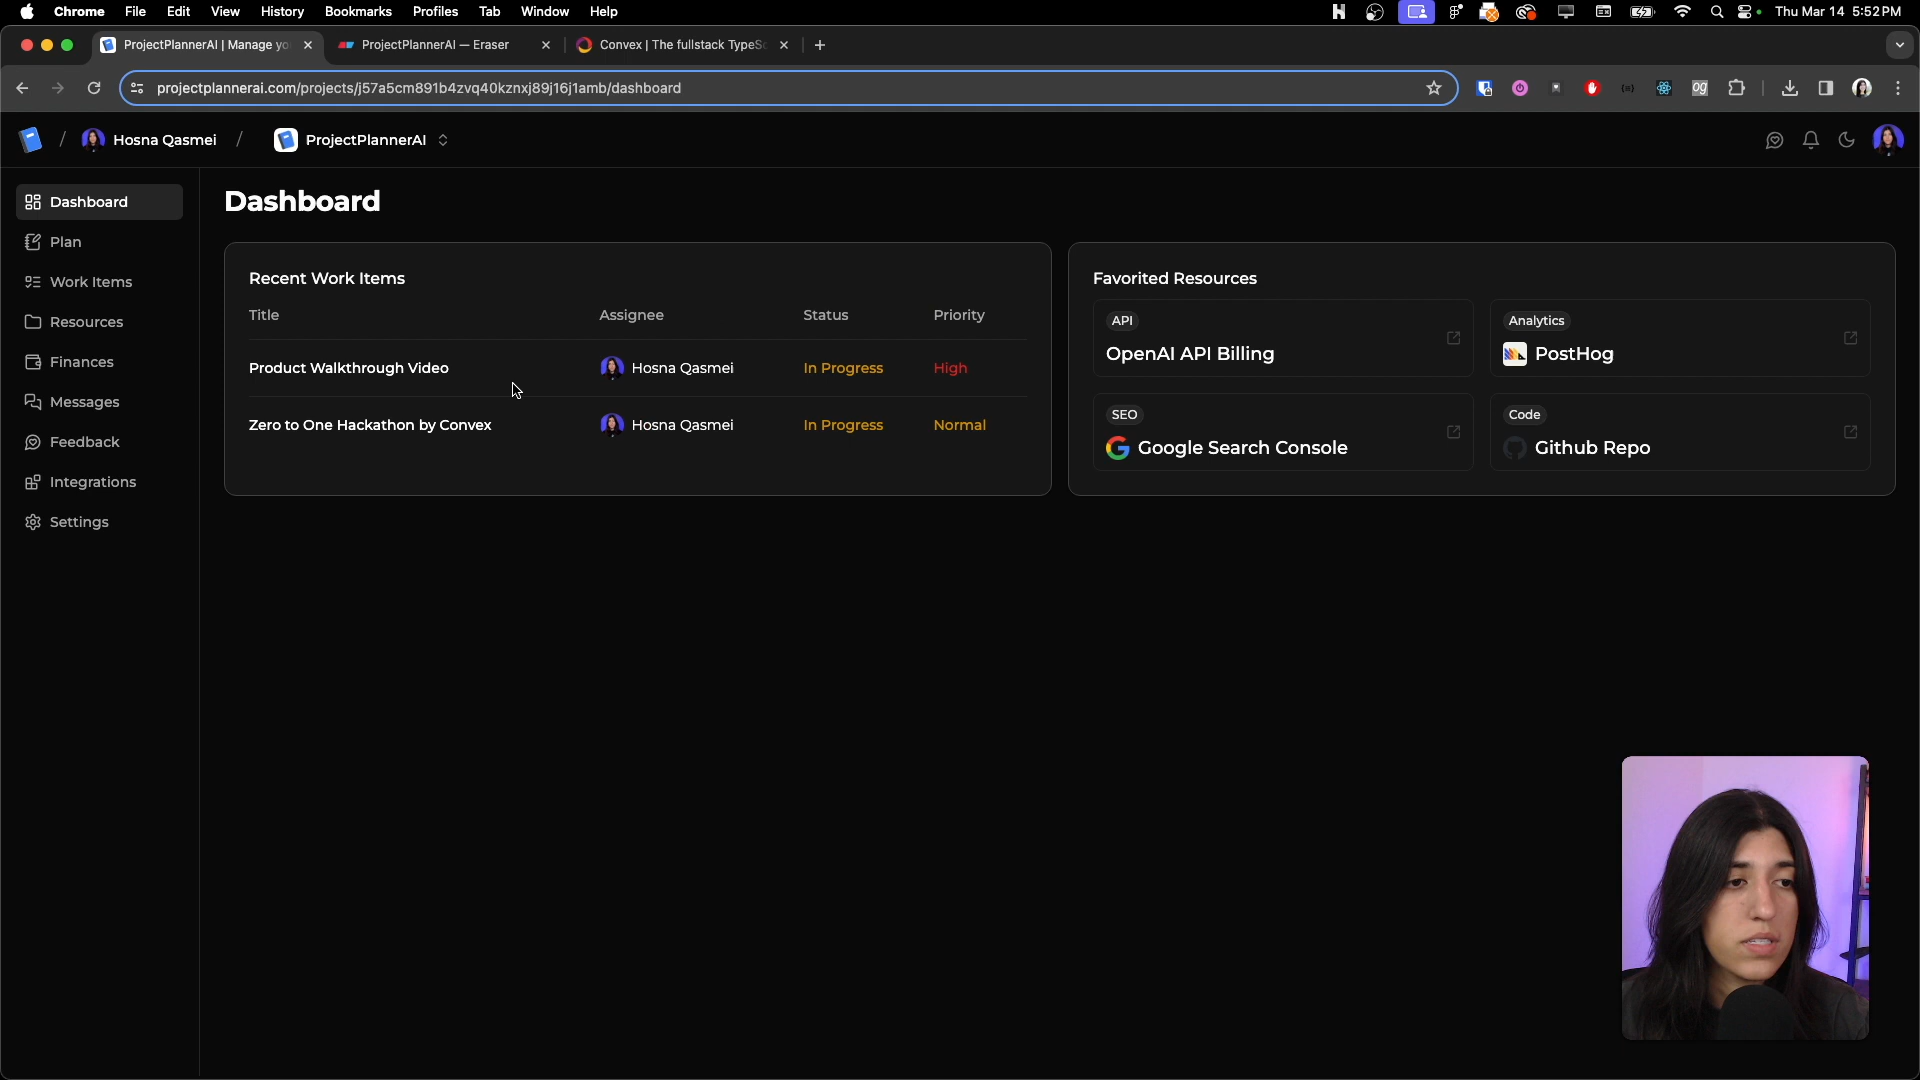 Chrome File Edit View History Bookmarks Profiles Tab Window Help Thu Mar 14 5:52 PM
ProjectPlannerAI | Manage yo ProjectPlannerAI — Eraser Convex | The fullstack TypeSc
projectplannerai.com/projects/j57a5cm891b4zvq40kznxj89j16j1amb/dashboard
/ Hosna Qasmei / ProjectPlannerAI
Dashboard
Plan
Work Items
Resources
Finances
Messages
Feedback
Integrations
Settings
Dashboard
Recent Work Items
Title Assignee Status Priority
Product Walkthrough Video Hosna Qasmei In Progress High
Zero to One Hackathon by Convex Hosna Qasmei In Progress Normal
Favorited Resources
API
OpenAI API Billing
Analytics
PostHog
SEO
Google Search Console
Code
Github Repo